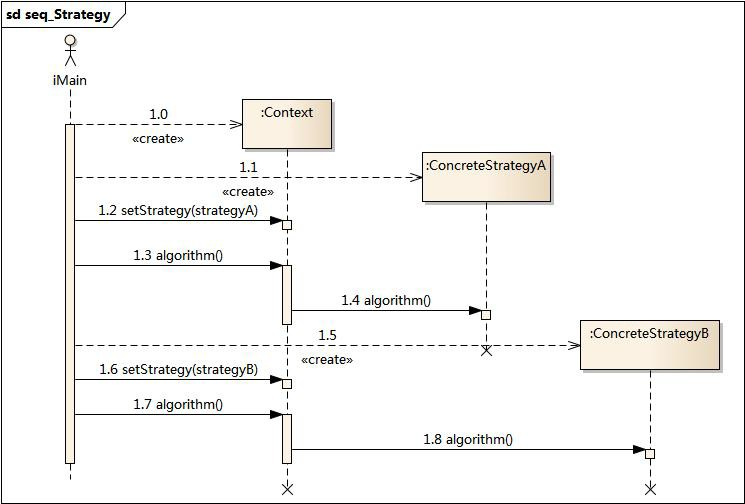 sd seq_Strategy
iMain
1.0
:Context
«create»
1.1
:ConcreteStrategyA
«create»
1.2 setStrategy(strategyA)
1.3 algorithm()
1.4 algorithm()
1.5
:ConcreteStrategyB
«create»
1.6 setStrategy(strategyB)
1.7 algorithm()
1.8 algorithm()